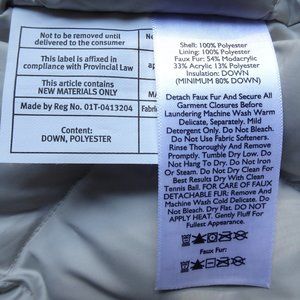 Not to be removed until
delivered to the consumer
This label is affixed in
compliance with Provincial Law
This article contains
NEW MATERIALS ONLY
Made by Reg No. 01T-0413204
Content:
DOWN, POLYESTER
Ne
ap
N
Fabri
Shell: 100% Polyester
Lining: 100% Polyester
Faux Fur: 54% Modacrylic
33% Acrylic 13% Polyester
Insulation: DOWN
(MINIMUM 80% DOWN)
Detach Faux Fur And Secure All
Garment Closures Before
Laundering Machine Wash Warm
Delicate, Separately. Mild
Detergent Only. Do Not Bleach.
Do Not Use Fabric Softeners.
Rinse Thoroughly And Remove
Promptly. Tumble Dry Low. Do
Not Hang To Dry. Do Not Iron
Or Steam. Do Not Dry Clean For
Best Results Dry With Clean
Tennis Ball. FOR CARE OF FAUX
DETACHABLE FUR: Remove And
Machine Wash Cold Delicate. Do
Not Bleach. Dry Flat. DO NOT
APPLY HEAT. Gently Fluff For
Fullest Appearance.
Faux Fur: